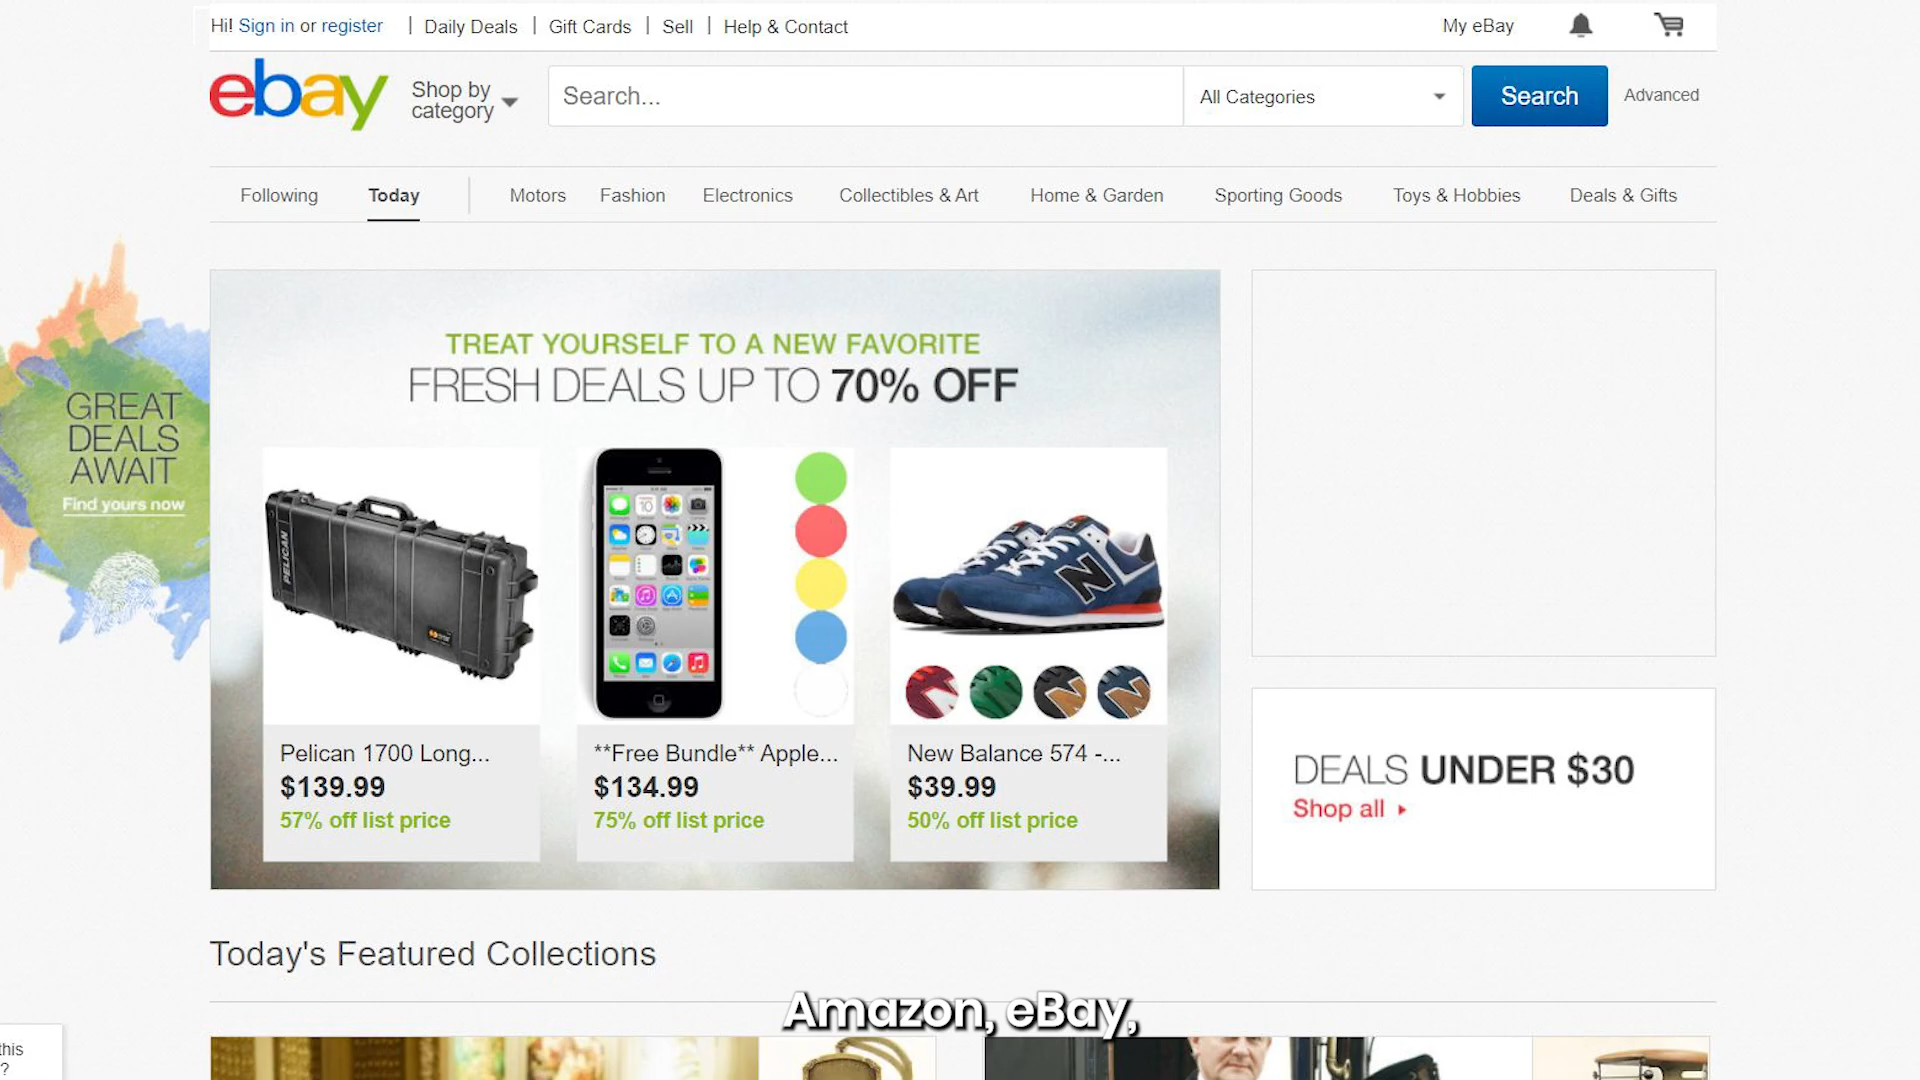 Hi! Sign in or register | Daily Deals | Gift Cards | Sell | Help & Contact
My eBay
ebay
Shop by
category
Search...
All Categories
Search
Advanced
Following
Today
Motors
Fashion
Electronics
Collectibles & Art
Home & Garden
Sporting Goods
Toys & Hobbies
Deals & Gifts
GREAT
DEALS
AWAIT
Find yours now
TREAT YOURSELF TO A NEW FAVORITE
FRESH DEALS UP TO 70% OFF
PELICAN
Pelican 1700 Long...
$139.99
57% off list price
**Free Bundle** Apple...
$134.99
75% off list price
New Balance 574 -...
$39.99
50% off list price
DEALS UNDER $30
Shop all
Today's Featured Collections
Amazon, eBay,
this
?